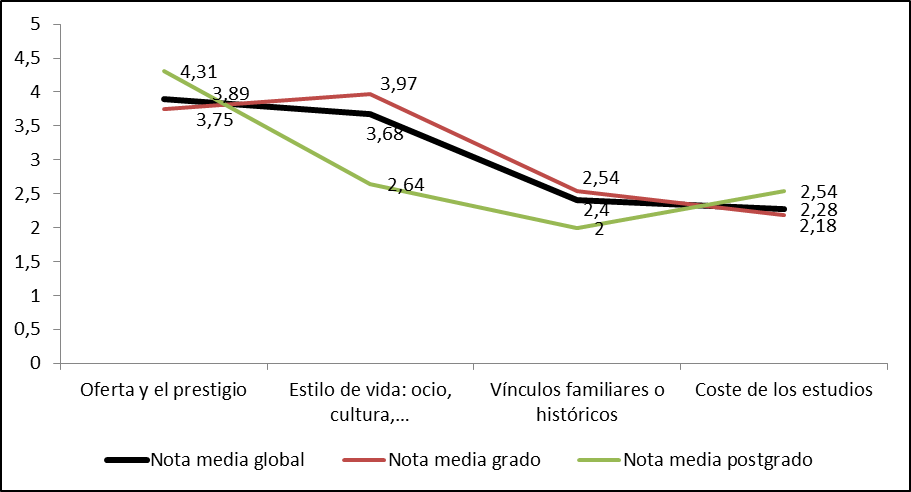 5
4,5
4
3,5
3
2,5
2
1,5
1
0,5
0
4,31
3,89
3,75
3,97
3,68
2,64
2,54
2,4
2
2,54
2,28
2,18
Oferta y el prestigio
Estilo de vida: ocio,
cultura,...
Vínculos familiares o
históricos
Coste de los estudios
Nota media global
Nota media grado
Nota media postgrado